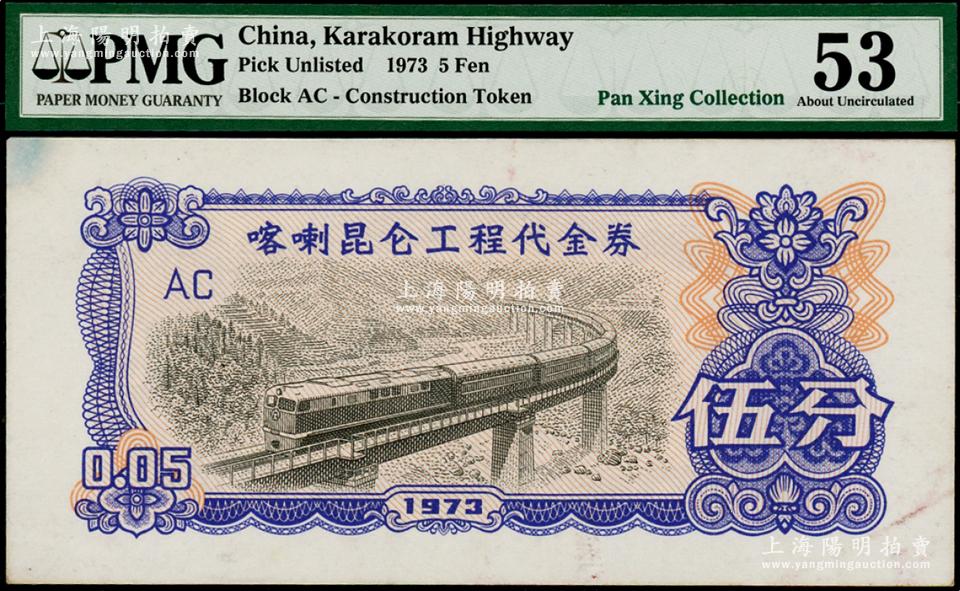 上海陽明拍賣
www.yangmingauction.com
PMG
PAPER MONEY GUARANTY
China, Karakoram Highway
Pick Unlisted 1973 5 Fen
Block AC - Construction Token
Pan Xing Collection
53
About Uncirculated
喀喇昆仑工程代金券
AC
上海陽明拍賣
www.yangmingauction.com
伍分
0.05
1973
上海陽明拍賣
www.yangmingauction.com